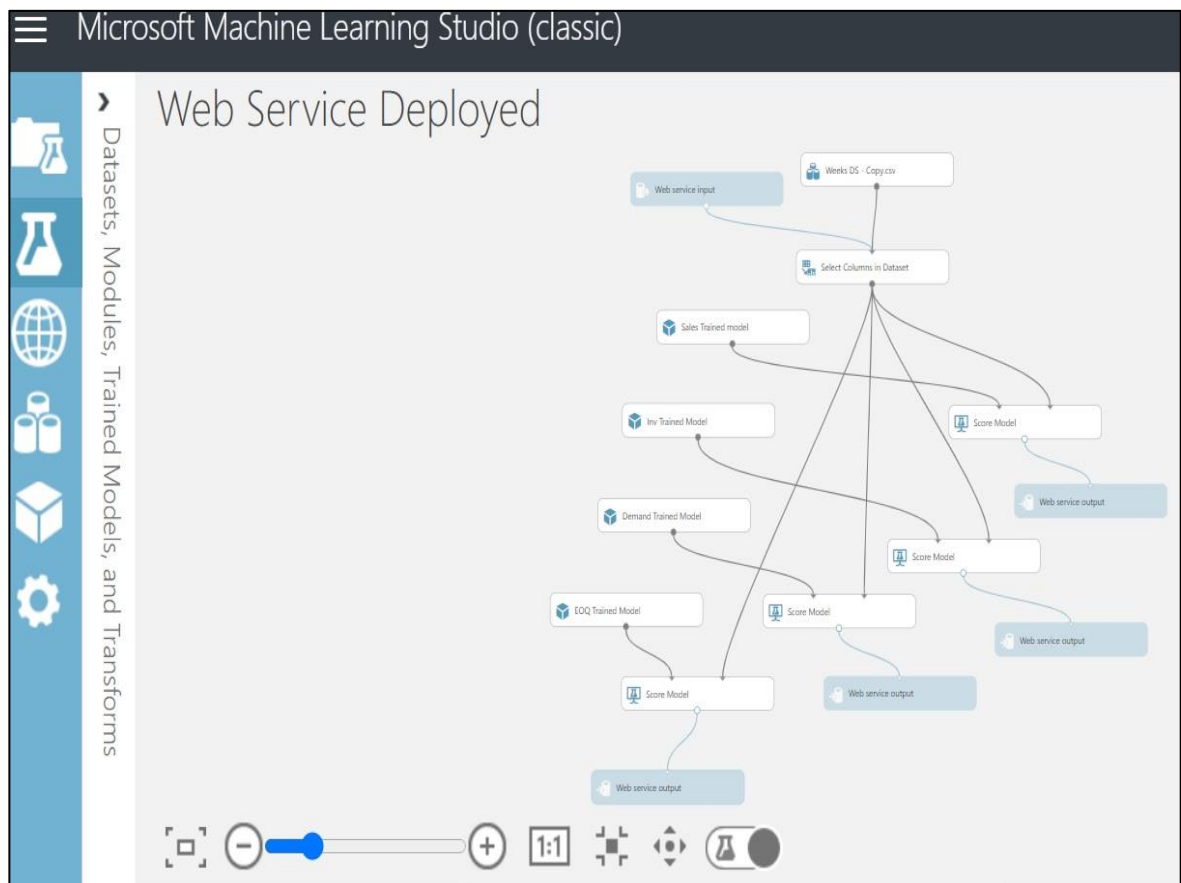 Microsoft Machine Learning Studio (classic)
Datasets, Modules, Trained Models, and Transforms
Web Service Deployed
Weeks DS - Copy.csv
Web service input
Select Columns in Dataset
Sales Trained model
Inv Trained Model
Score Model
Web service output
Demand Trained Model
Score Model
EOQ Trained Model
Score Model
Web service output
Score Model
Web service output
Web service output
1:1